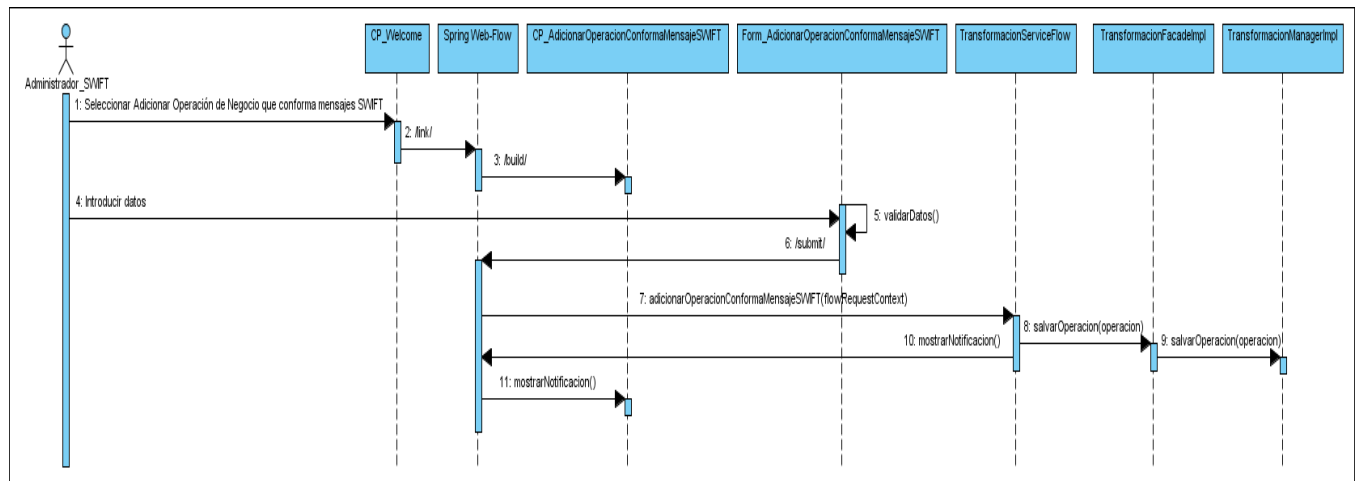 CP_Welcome
Spring Web-Flow
CP_AdicionarOperacionConformaMensajeSWIFT
Form_AdicionarOperacionConformaMensajeSWIFT
TransformacionServiceFlow
TransformacionFacadeImpl
TransformacionManagerImpl
Administrador_SWIFT
1: Seleccionar Adicionar Operación de Negocio que conforma mensajes SWIFT
2: /link/
3: /build/
4: Introducir datos
5: validarDatos()
6: /submit/
7: adicionarOperacionConformaMensajeSWIFT(flowRequestContext)
8: salvarOperacion(operacion)
9: salvarOperacion(operacion)
10: mostrarNotificacion()
11: mostrarNotificacion()